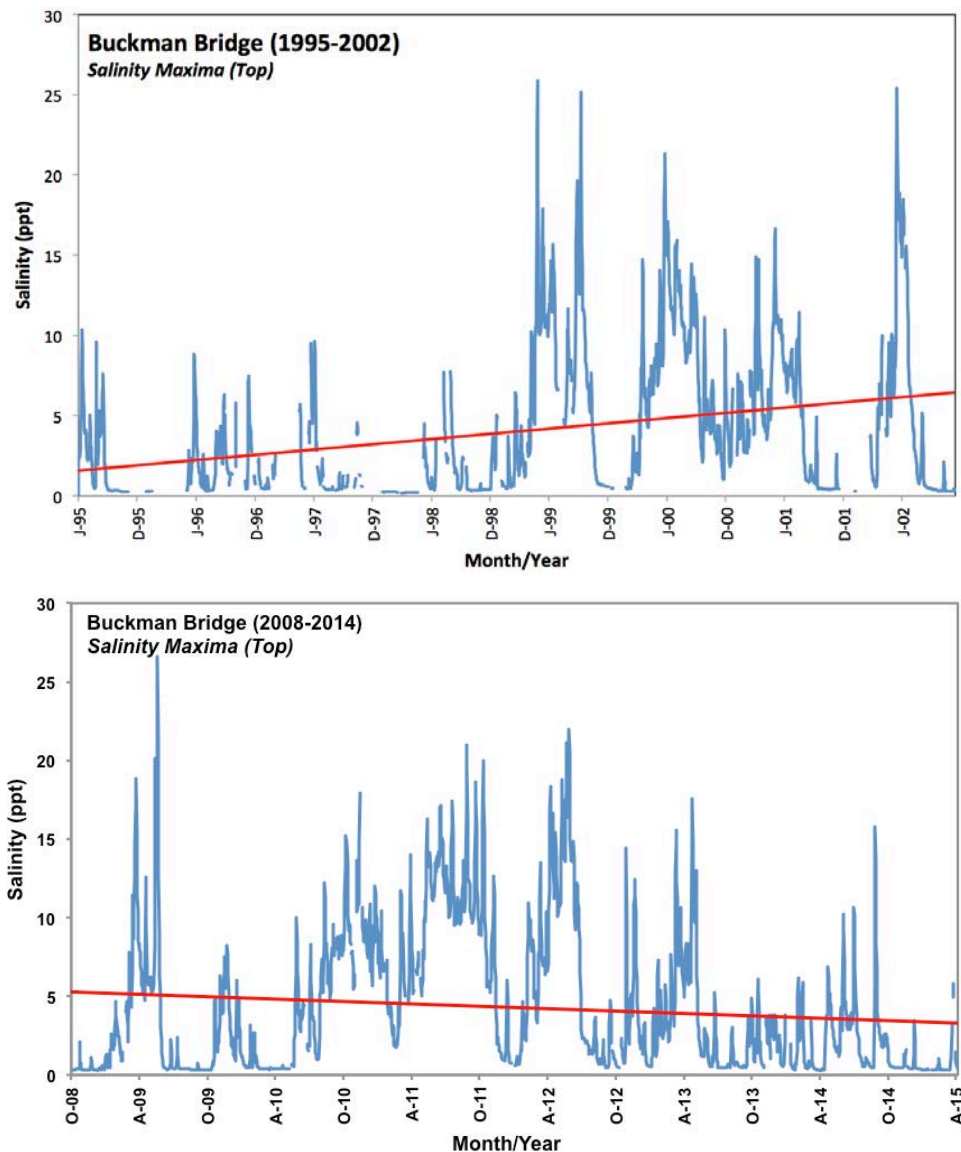 30
Buckman Bridge (1995-2002)
Salinity Maxima (Top)
25
20
15
10
5
0
Salinity (ppt)
J-95
D-95
J-96
D-96
J-97
D-97
J-98
D-98
J-99
D-99
J-00
D-00
J-01
D-01
J-02
Month/Year
30
Buckman Bridge (2008-2014)
Salinity Maxima (Top)
25
20
15
10
5
0
Salinity (ppt)
O-08
A-09
O-09
A-10
O-10
A-11
O-11
A-12
O-12
A-13
O-13
A-14
O-14
A-15
Month/Year